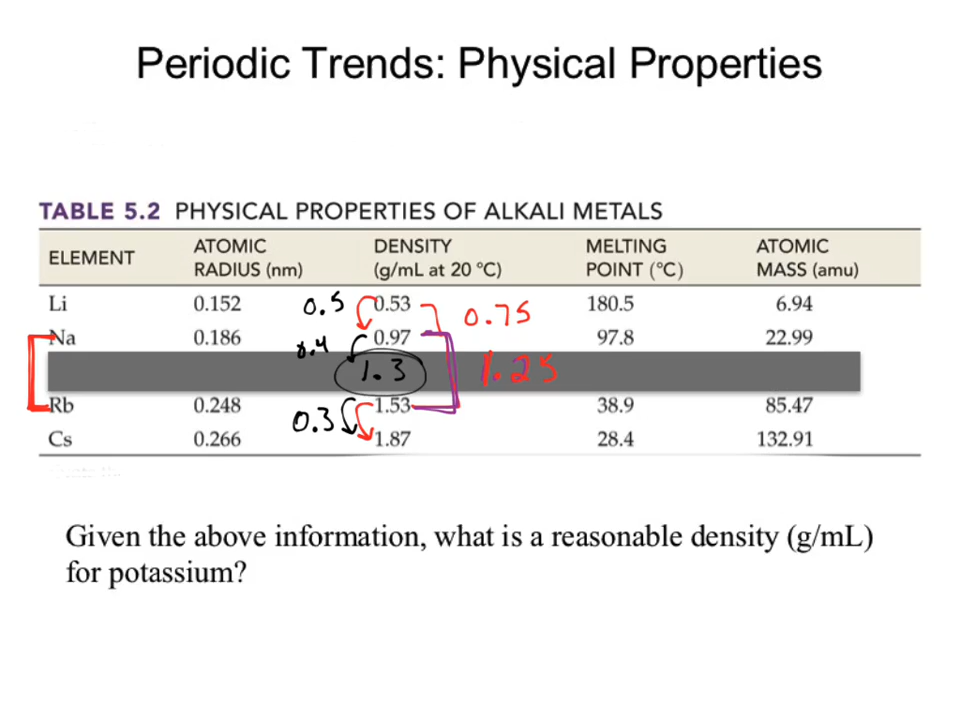 Periodic Trends: Physical Properties
TABLE 5.2 PHYSICAL PROPERTIES OF ALKALI METALS
ELEMENT ATOMIC RADIUS (nm) DENSITY (g/mL at 20 °C) MELTING POINT (°C) ATOMIC MASS (amu)
Li 0.152 0.5 0.53 0.75 180.5 6.94
Na 0.186 0.4 0.97 97.8 22.99
1.3 1.25
Rb 0.248 0.3 1.53 38.9 85.47
Cs 0.266 1.87 28.4 132.91
Given the above information, what is a reasonable density (g/mL)
for potassium?